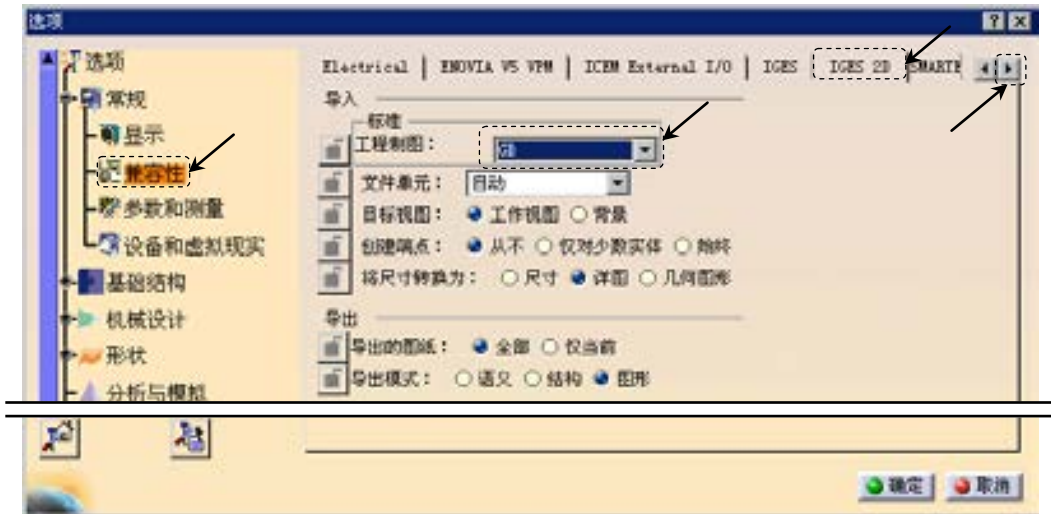 选项
选项
常规
显示
兼容性
参数和测量
设备和虚拟现实
基础结构
机械设计
形状
分析与模拟
Electrical | ENOVIA V5 VPM | ICEM External I/O | IGES | IGES 2D
导入
标准
工程制图：
GB
文件单元： 自动
目标视图： 工作视图 背景
创建端点： 从不 仅对少数实体 始终
将尺寸转换为： 尺寸 详图 几何图形
导出
导出的图纸： 全部 仅当前
导出模式： 语义 结构 图形
确定 取消